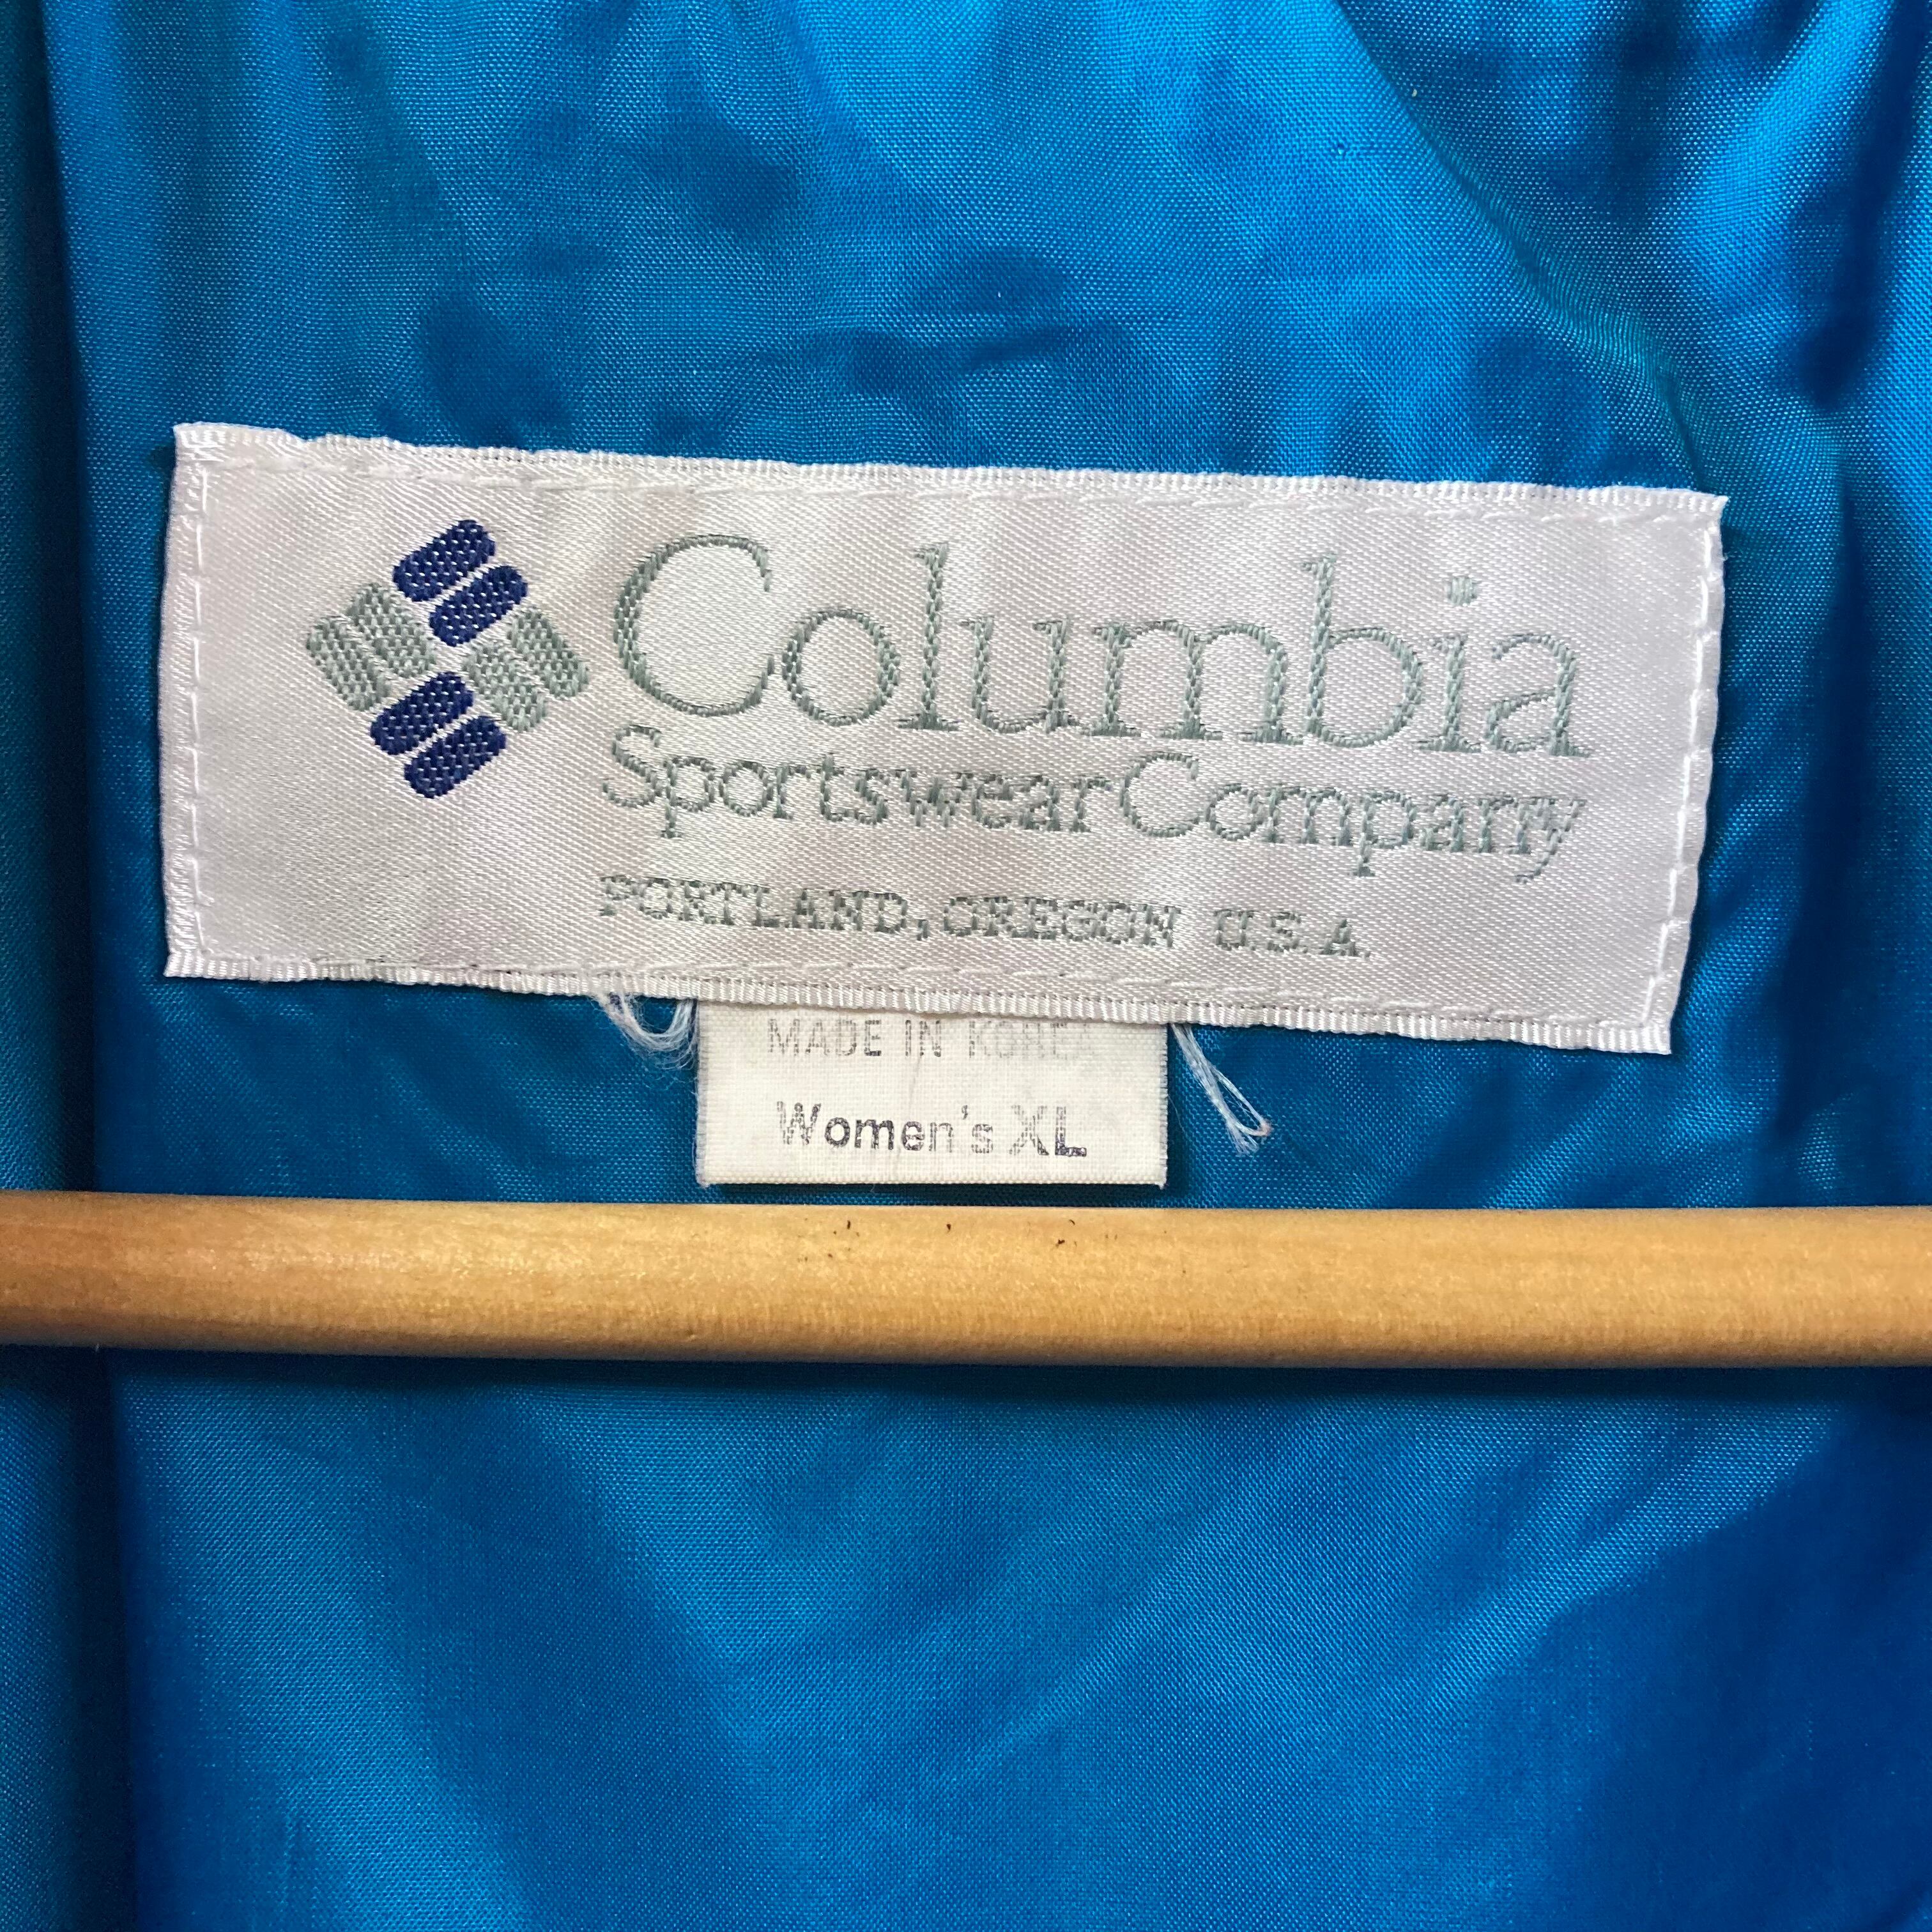 Columbia
Sportswear Company
PORTLAND, OREGON U.S.A.
MADE IN KOREA
Women's XL